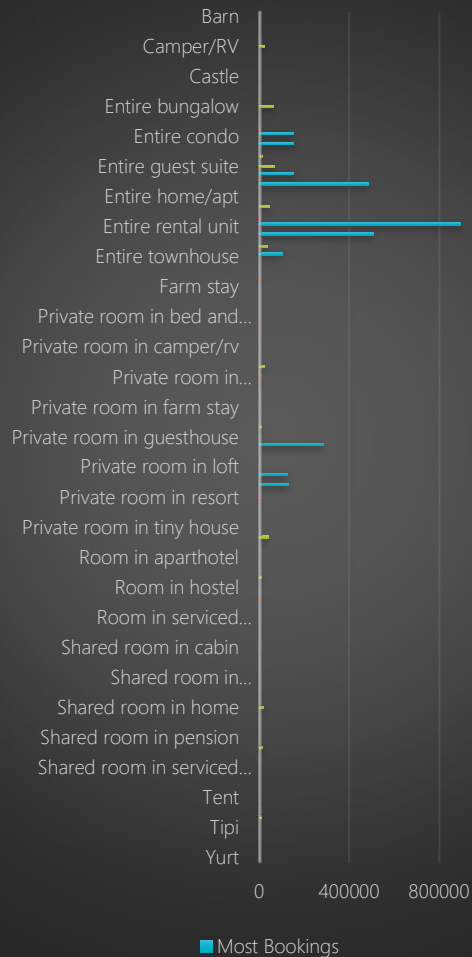 Barn
Camper/RV
Castle
Entire bungalow
Entire condo
Entire guest suite
Entire home/apt
Entire rental unit
Entire townhouse
Farm stay
Private room in bed and...
Private room in camper/rv
Private room in...
Private room in farm stay
Private room in guesthouse
Private room in loft
Private room in resort
Private room in tiny house
Room in aparthotel
Room in hostel
Room in serviced...
Shared room in cabin
Shared room in...
Shared room in home
Shared room in pension
Shared room in serviced...
Tent
Tipi
Yurt
0 400000 800000
Most Bookings